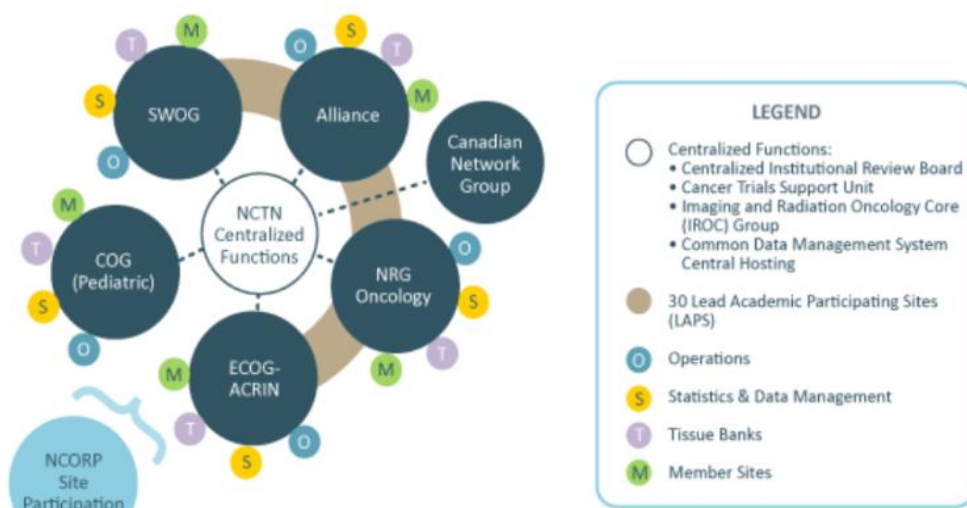 T
M
O
S
T
M
S
O
SWOG
Alliance
Canadian
Network
Group
NCTN
Centralized
Functions
M
T
S
O
COG
(Pediatric)
O
S
T
M
NRG
Oncology
M
T
S
O
ECOG-
ACRIN
NCORP
Site
Participation
LEGEND
Centralized Functions:
• Centralized Institutional Review Board
• Cancer Trials Support Unit
• Imaging and Radiation Oncology Core
(IROC) Group
• Common Data Management System
Central Hosting
30 Lead Academic Participating Sites
(LAPS)
O Operations
S Statistics & Data Management
T Tissue Banks
M Member Sites